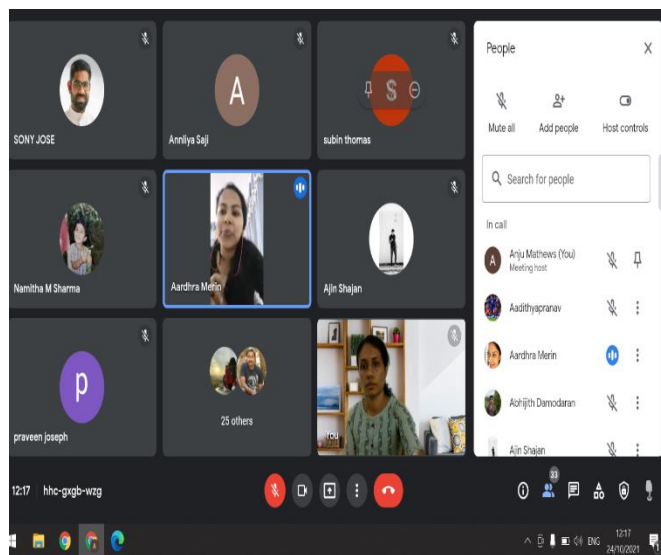 SONY JOSE
A
Annliya Saji
S
subin thomas
Namitha M Sharma
Aardhra Merin
Ajin Shajan
p
praveen joseph
25 others
You
People
Mute all
Add people
Host controls
Search for people
In call
A
Anju Mathews (You)
Meeting host
Aadithyapranav
Aardhra Merin
Abhijith Damodaran
Ajin Shajan
12:17
hhc-gxgb-wzg
33
ENG
12:17
24/10/2021